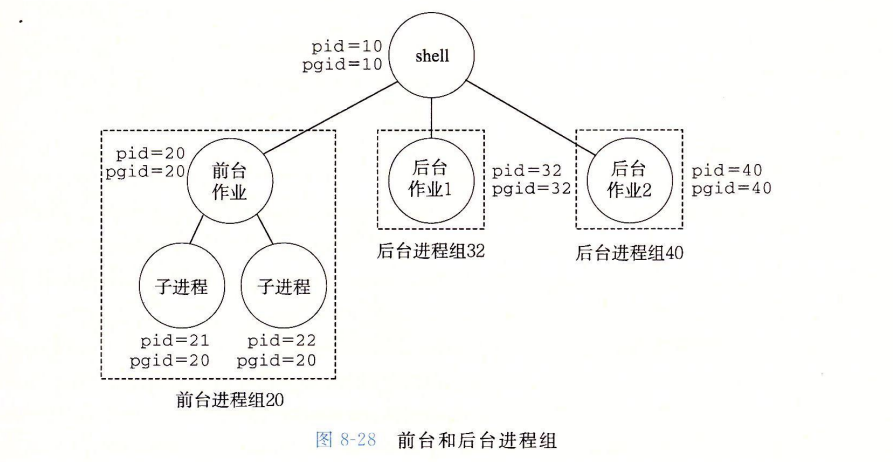 pid=10
pgid=10
shell
pid=20
pgid=20
前台
作业
后台
作业1
pid=32
pgid=32
后台
作业2
pid=40
pgid=40
后台进程组32
后台进程组40
子进程
子进程
pid=21
pgid=20
pid=22
pgid=20
前台进程组20
图 8-28 前台和后台进程组